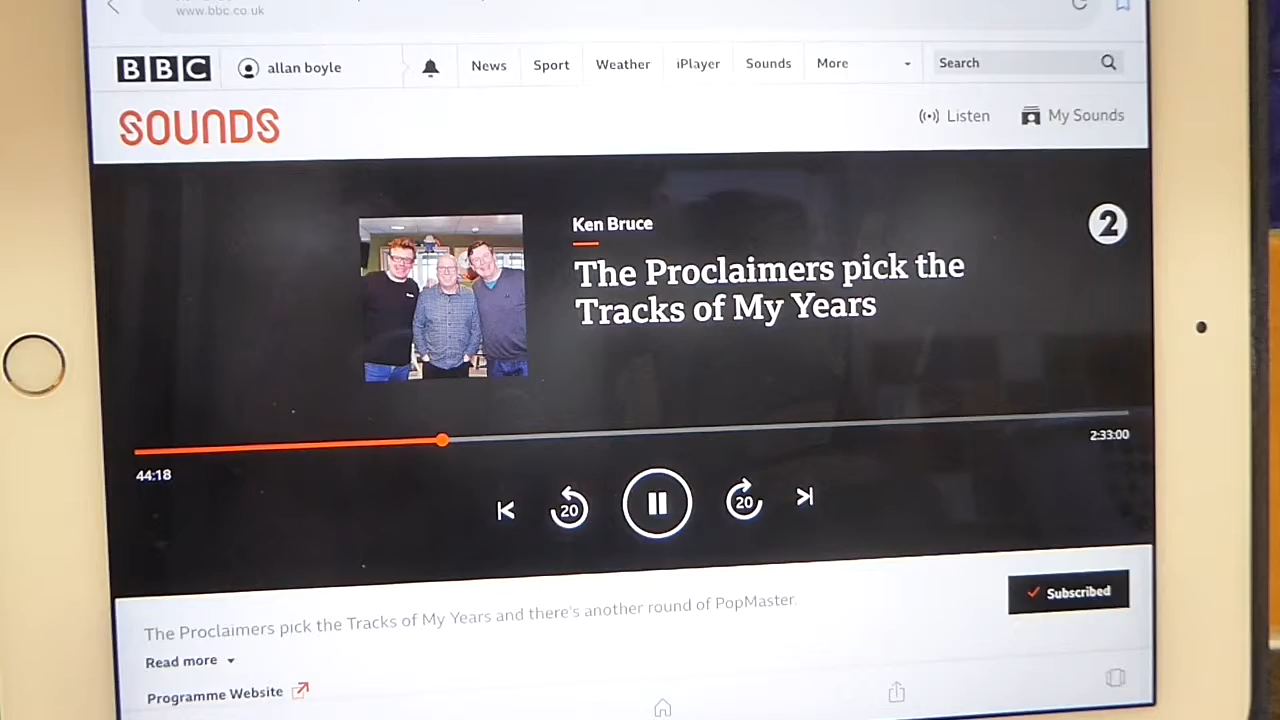 www.bbc.co.uk
BBC
allan boyle
News
Sport
Weather
iPlayer
Sounds
More
Search
SOUNDS
Listen
My Sounds
Ken Bruce
2
The Proclaimers pick the
Tracks of My Years
44:18
2:33:00
20
20
The Proclaimers pick the Tracks of My Years and there's another round of PopMaster.
Subscribed
Read more
Programme Website